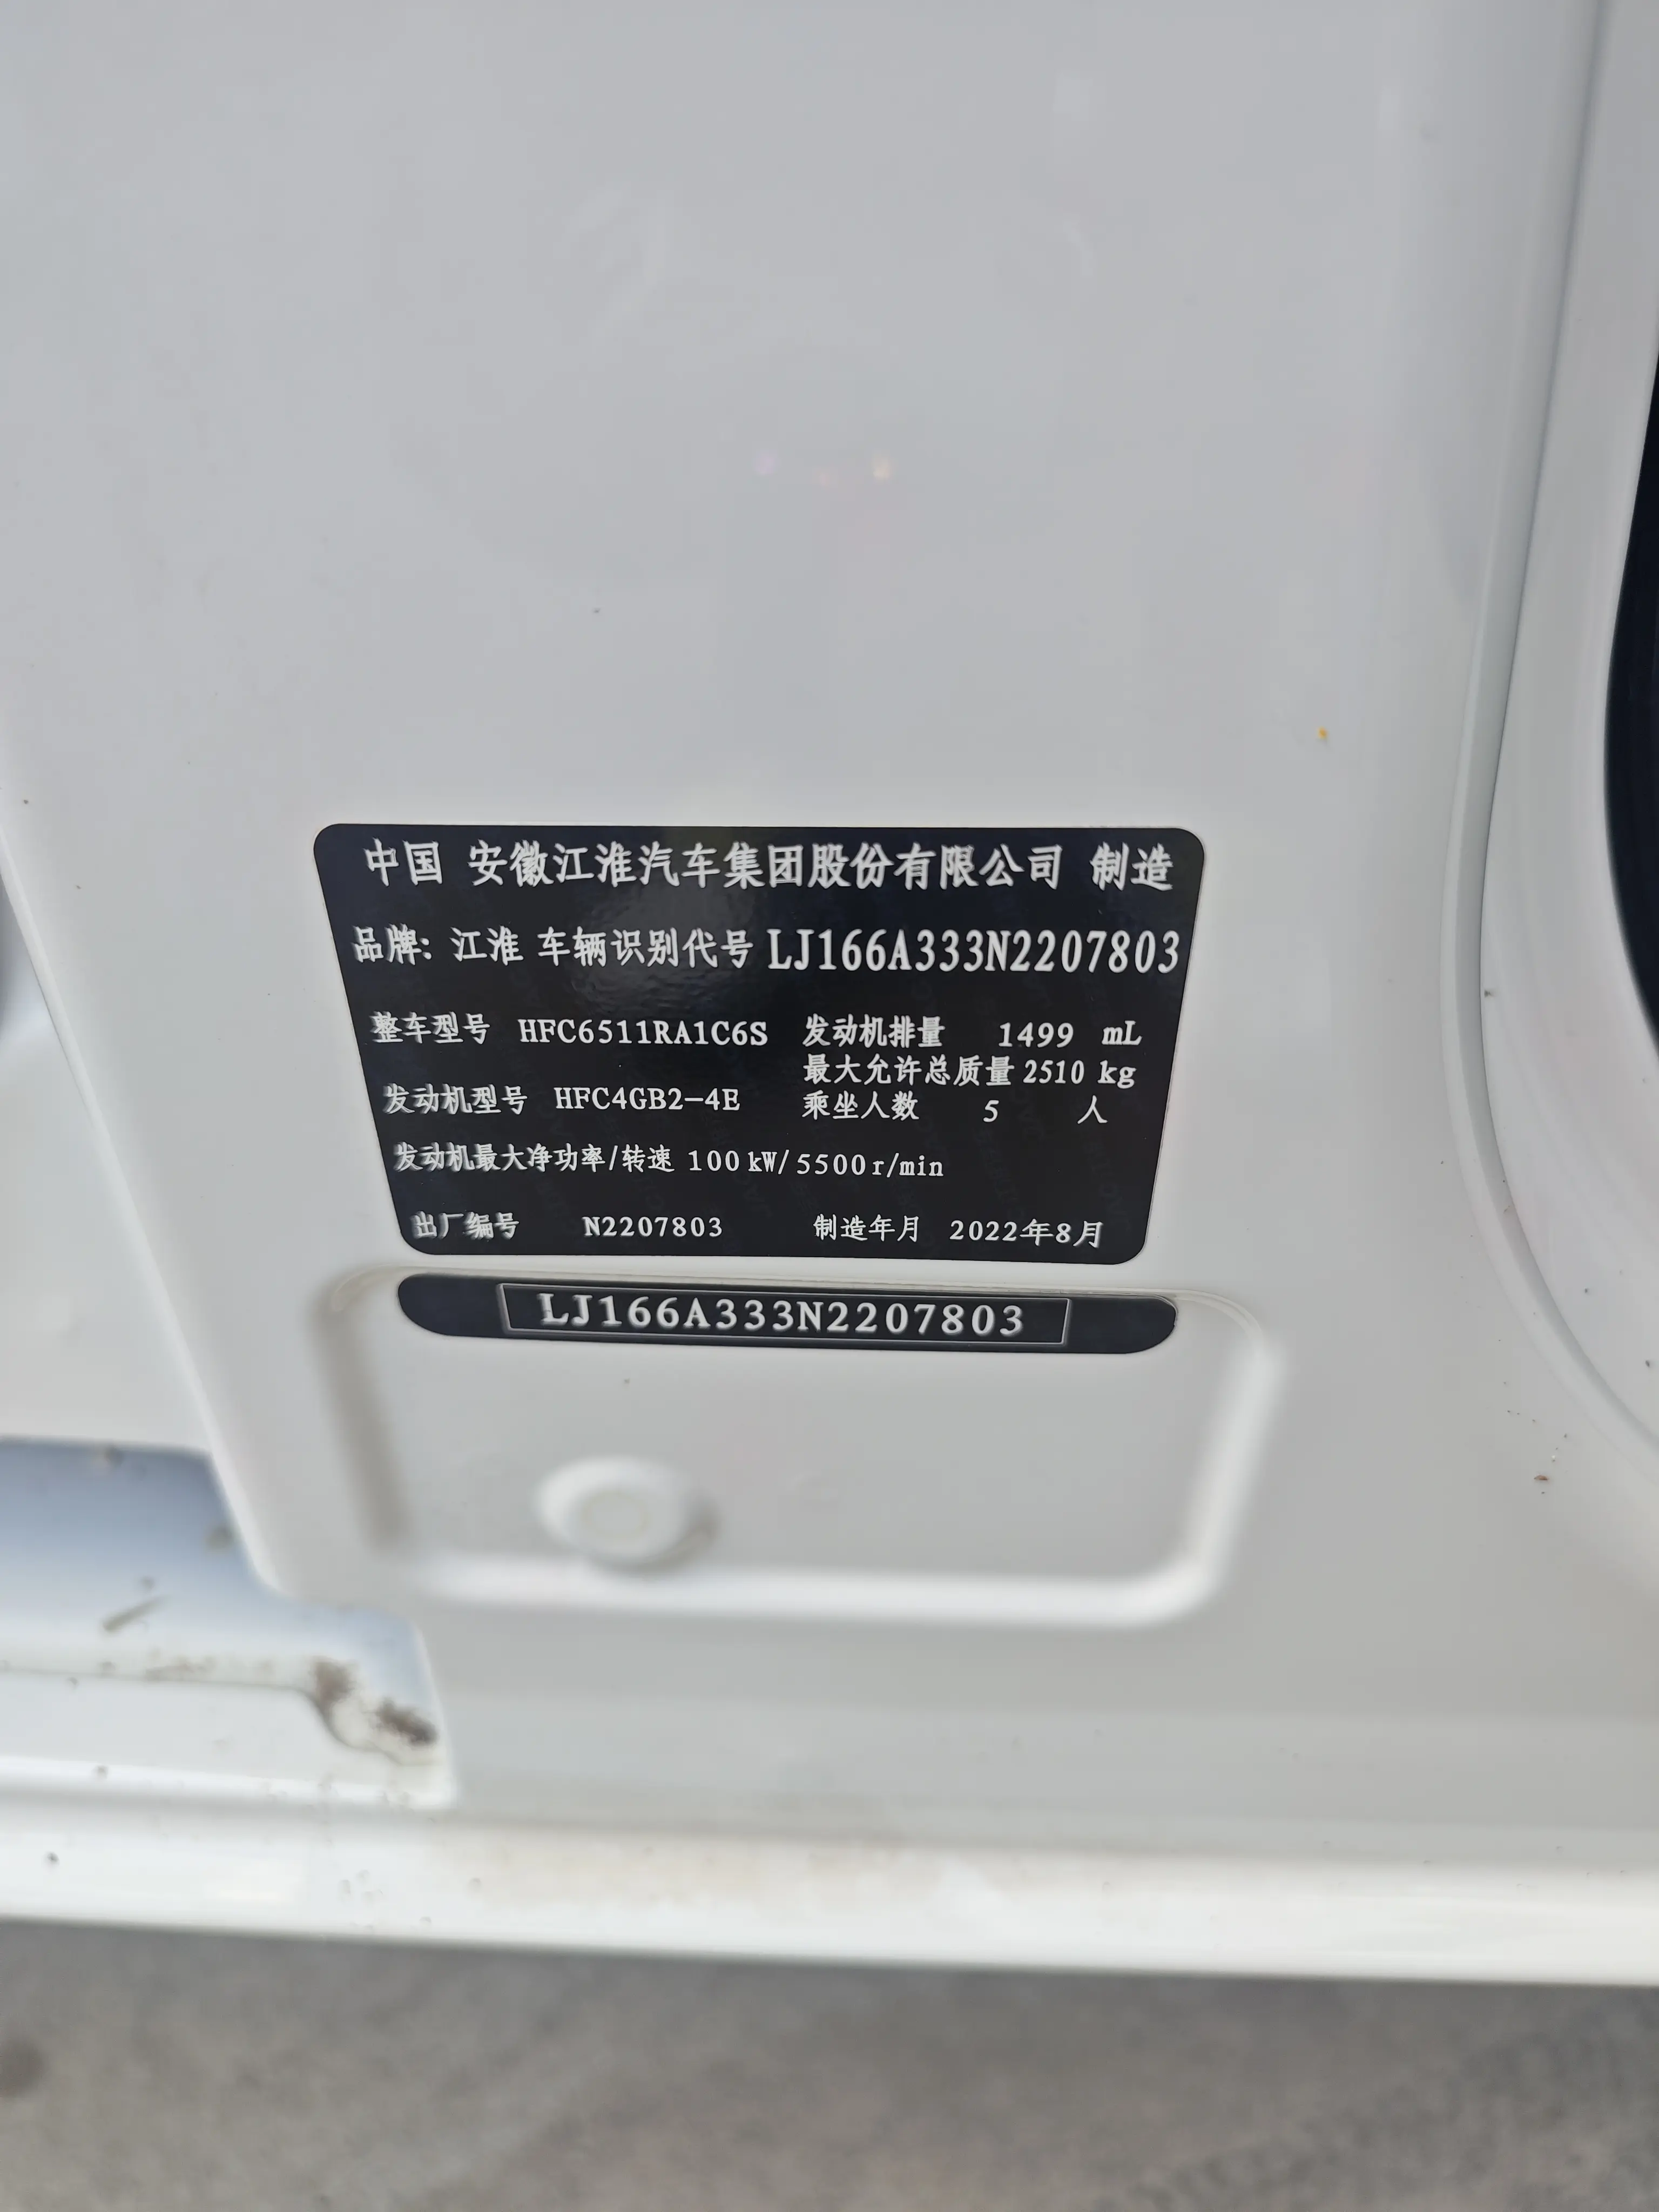 中国 安徽江淮汽车集团股份有限公司 制造
品牌: 江淮 车辆识别代号 LJ166A333N2207803
整车型号 HFC6511RA1C6S 发动机排量 1499 mL
最大允许总质量 2510 kg
发动机型号 HFC4GB2-4E 乘坐人数 5 人
发动机最大净功率/转速 100 kW/ 5500 r/min
出厂编号 N2207803 制造年月 2022年8月
LJ166A333N2207803